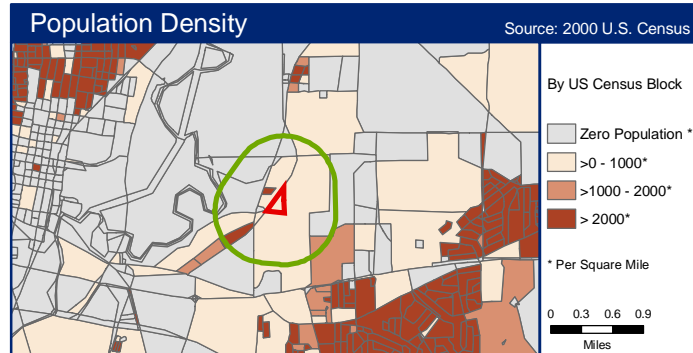 Population Density
Source: 2000 U.S. Census
By US Census Block
Zero Population *
>0 - 1000*
>1000 - 2000*
> 2000*
* Per Square Mile
0 0.3 0.6 0.9
Miles